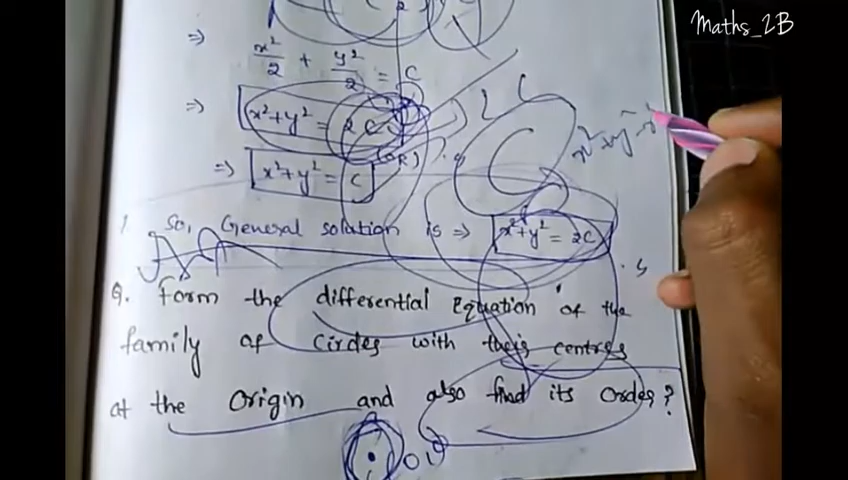 Maths_2B
⇒ x²/2 + y²/2 = C
⇒ x²+y² = 2C
(OR)
⇒ x²+y² = C
So, General solution is ⇒ x²+y² = 2C
Q. Form the differential Equation of the
family of Circles with their centres
at the Origin and also find its Order?